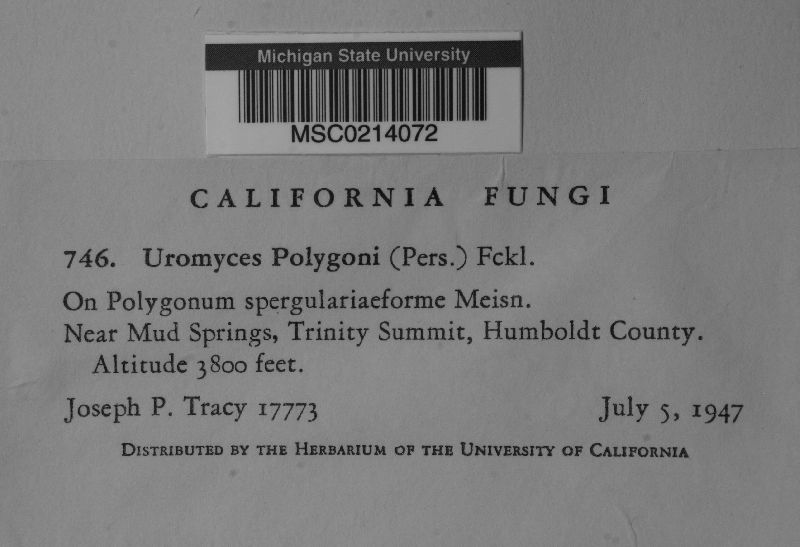 Michigan State University
MSC0214072
CALIFORNIA FUNGI
746. Uromyces Polygoni (Pers.) Fckl.
On Polygonum spergulariaeforme Meisn.
Near Mud Springs, Trinity Summit, Humboldt County.
Altitude 3800 feet.
Joseph P. Tracy 17773 July 5, 1947
DISTRIBUTED BY THE HERBARIUM OF THE UNIVERSITY OF CALIFORNIA